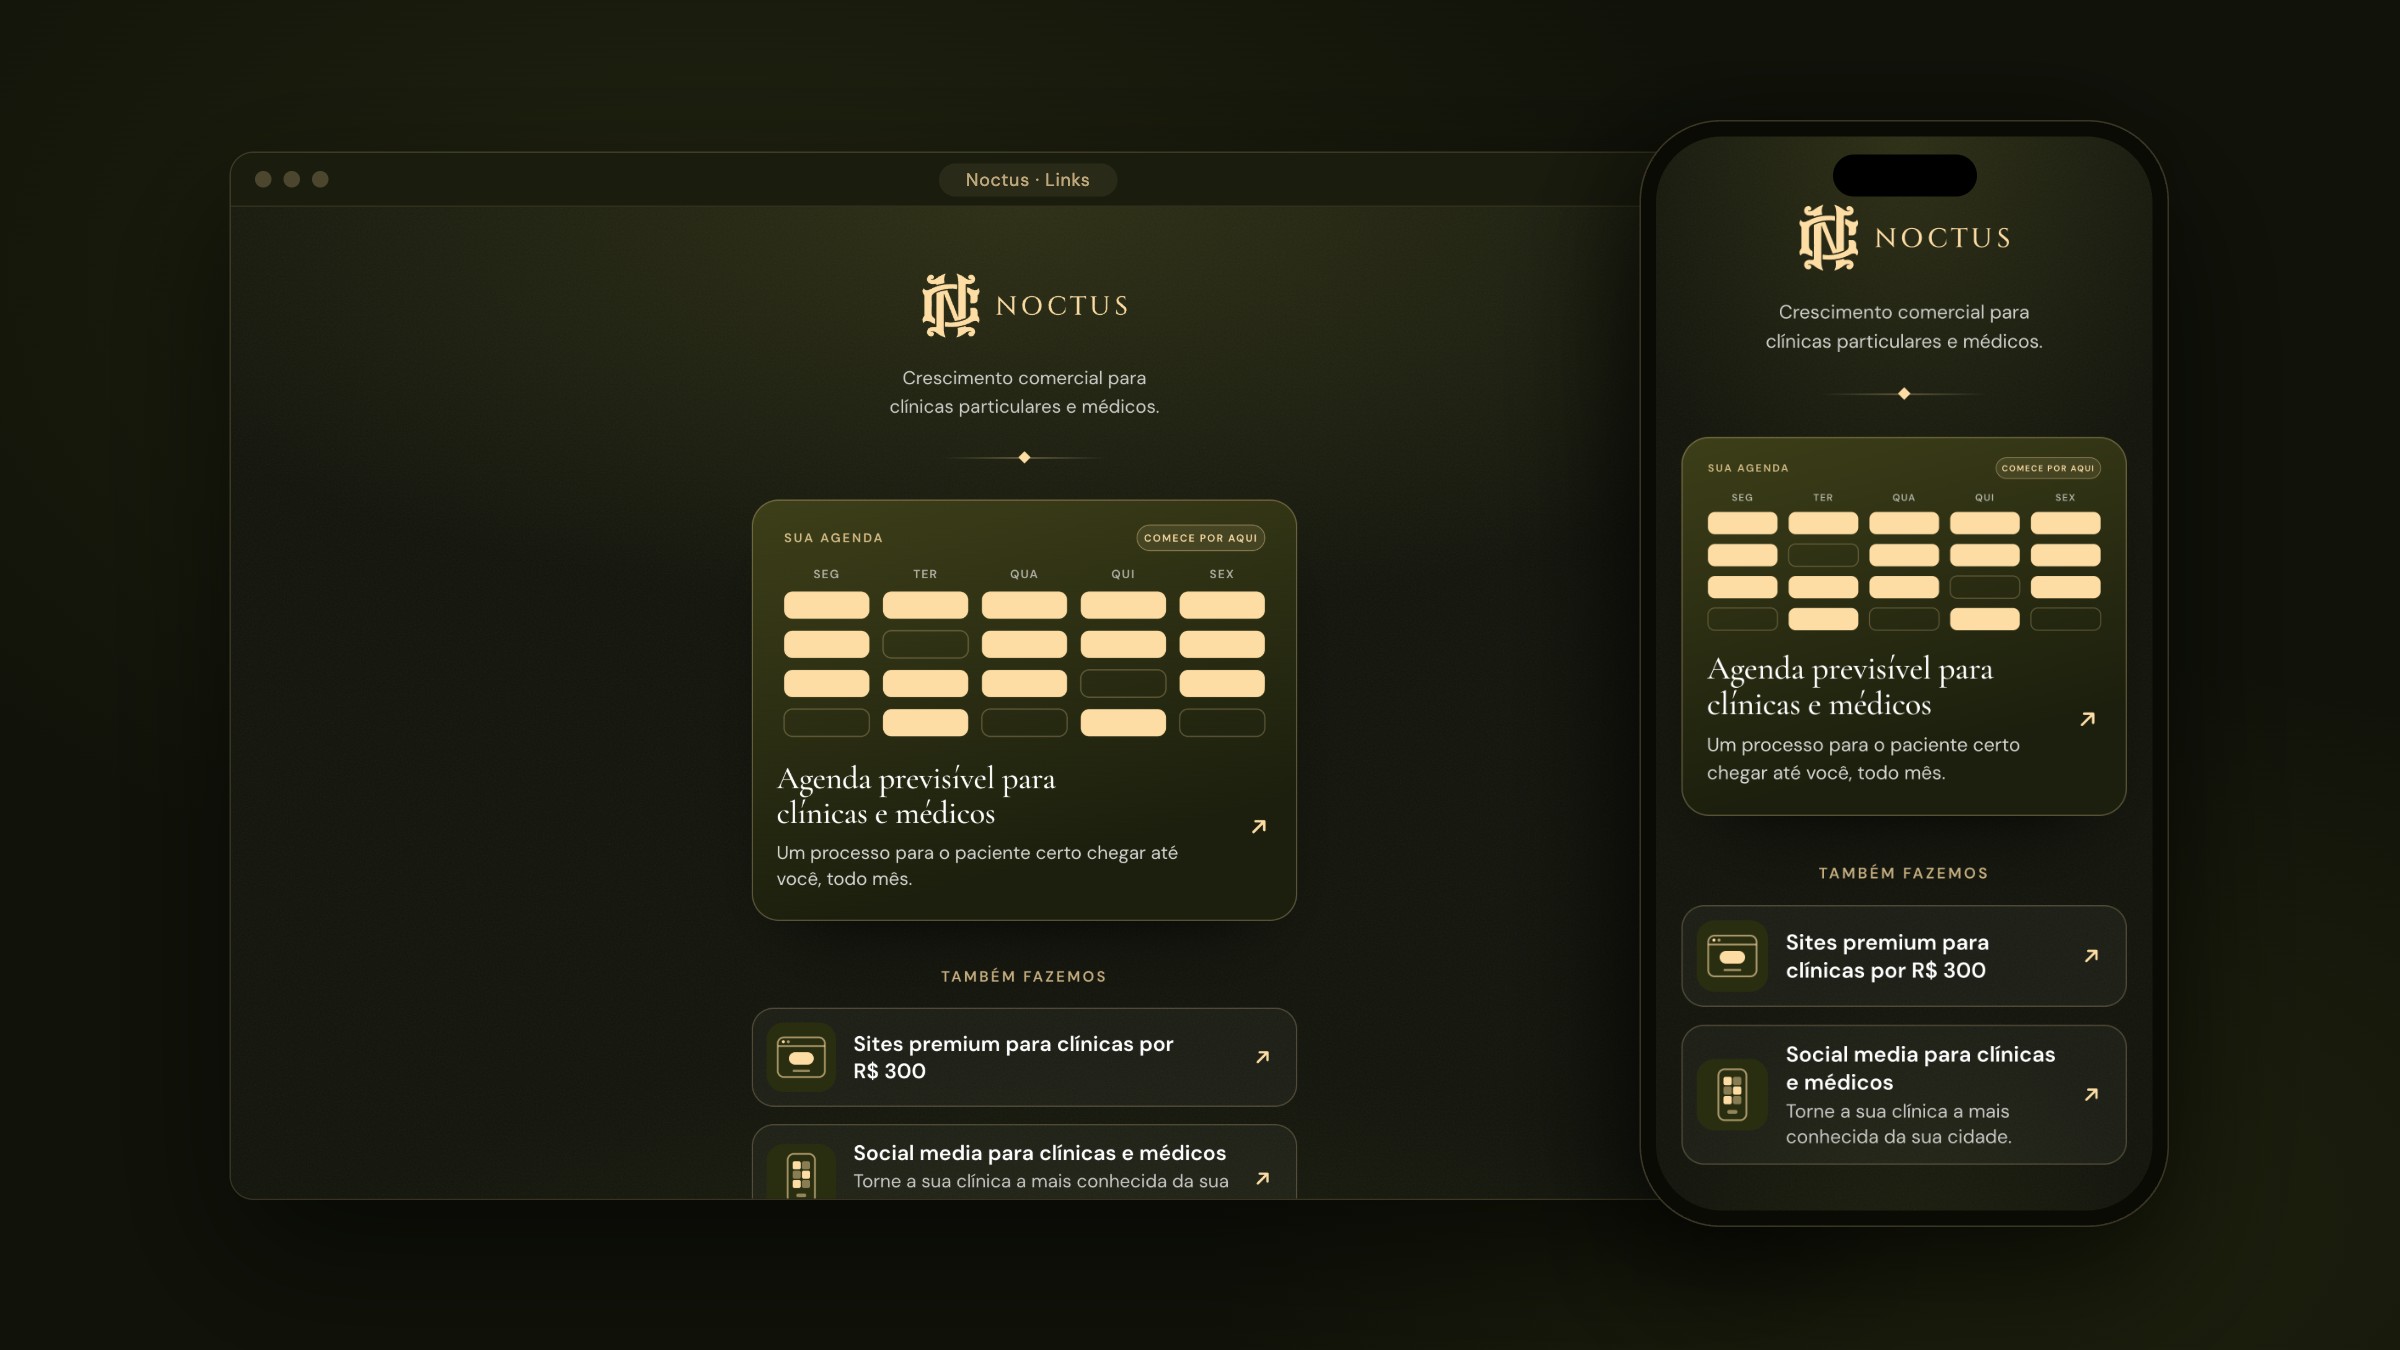 Noctus · Links
NOCTUS
Crescimento comercial para
clínicas particulares e médicos.
SUA AGENDA
COMECE POR AQUI
SEG TER QUA QUI SEX
Agenda previsível para
clínicas e médicos
Um processo para o paciente certo chegar até
você, todo mês.
TAMBÉM FAZEMOS
Sites premium para clínicas por
R$ 300
Social media para clínicas e médicos
Torne a sua clínica a mais conhecida da sua
NOCTUS
Crescimento comercial para
clínicas particulares e médicos.
SUA AGENDA
COMECE POR AQUI
SEG TER QUA QUI SEX
Agenda previsível para
clínicas e médicos
Um processo para o paciente certo
chegar até você, todo mês.
TAMBÉM FAZEMOS
Sites premium para
clínicas por R$ 300
Social media para clínicas
e médicos
Torne a sua clínica a mais
conhecida da sua cidade.